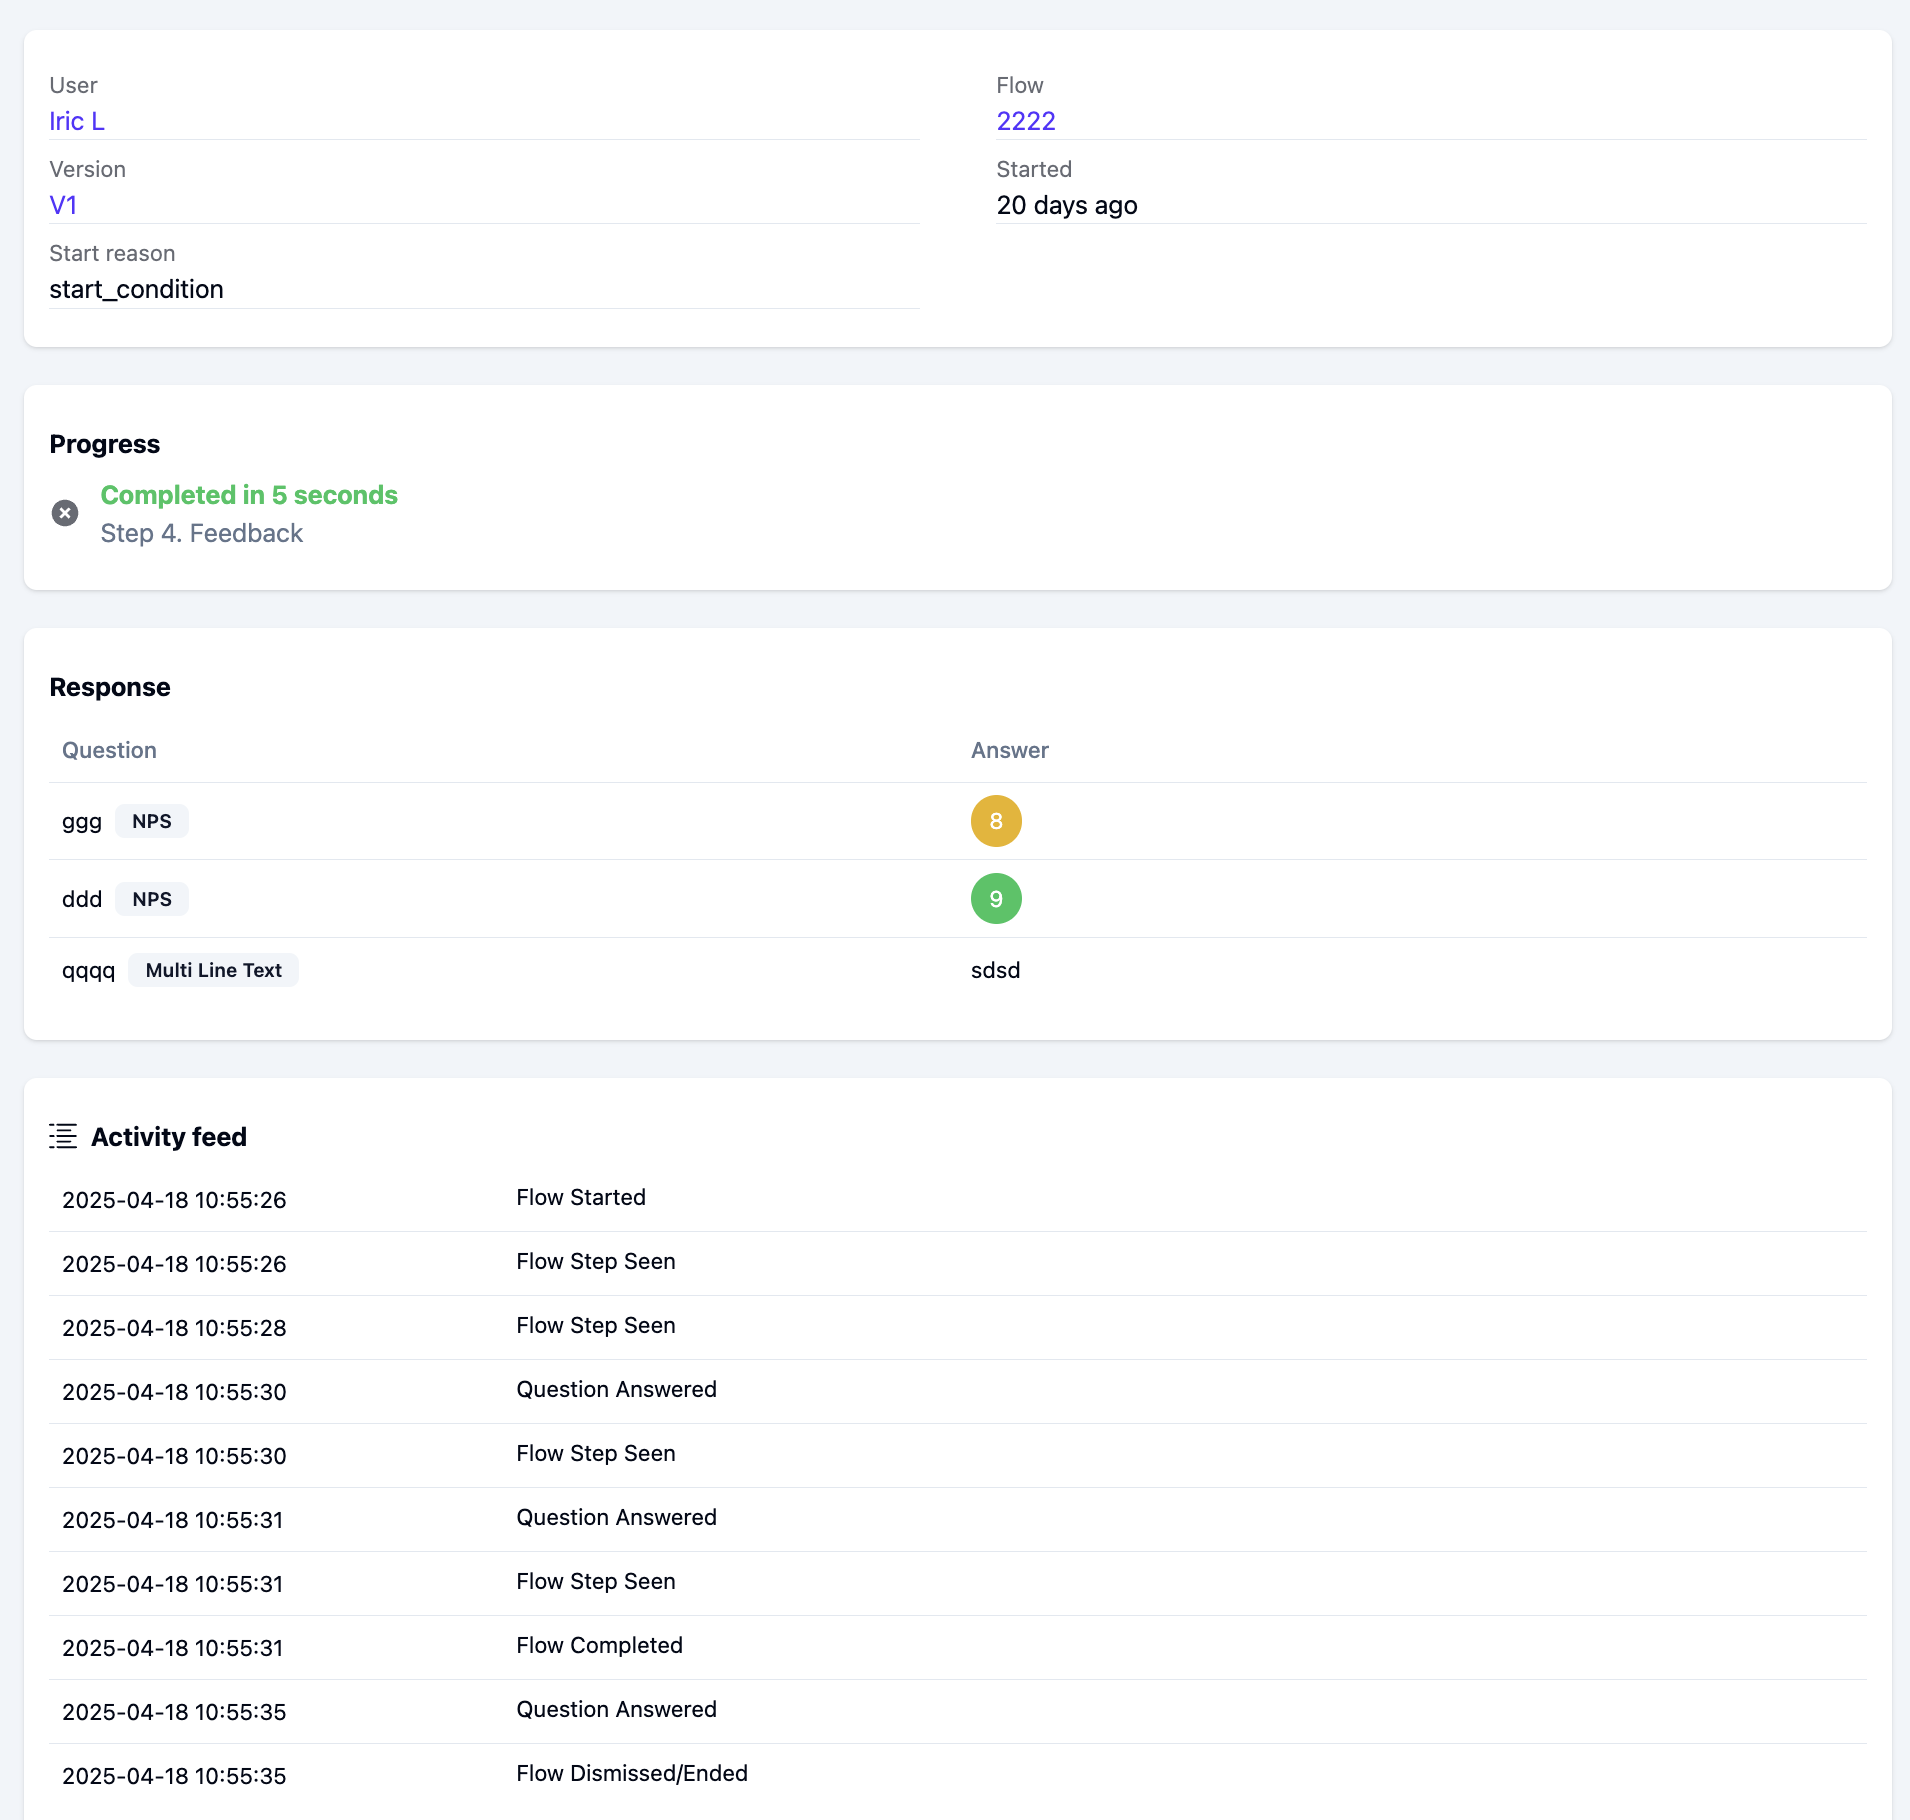 User
Iric L
Flow
2222
Version
V1
Started
20 days ago
Start reason
start_condition
Progress
Completed in 5 seconds
Step 4. Feedback
Response
Question Answer
ggg NPS 8
ddd NPS 9
qqqq Multi Line Text sdsd
Activity feed
2025-04-18 10:55:26 Flow Started
2025-04-18 10:55:26 Flow Step Seen
2025-04-18 10:55:28 Flow Step Seen
2025-04-18 10:55:30 Question Answered
2025-04-18 10:55:30 Flow Step Seen
2025-04-18 10:55:31 Question Answered
2025-04-18 10:55:31 Flow Step Seen
2025-04-18 10:55:31 Flow Completed
2025-04-18 10:55:35 Question Answered
2025-04-18 10:55:35 Flow Dismissed/Ended